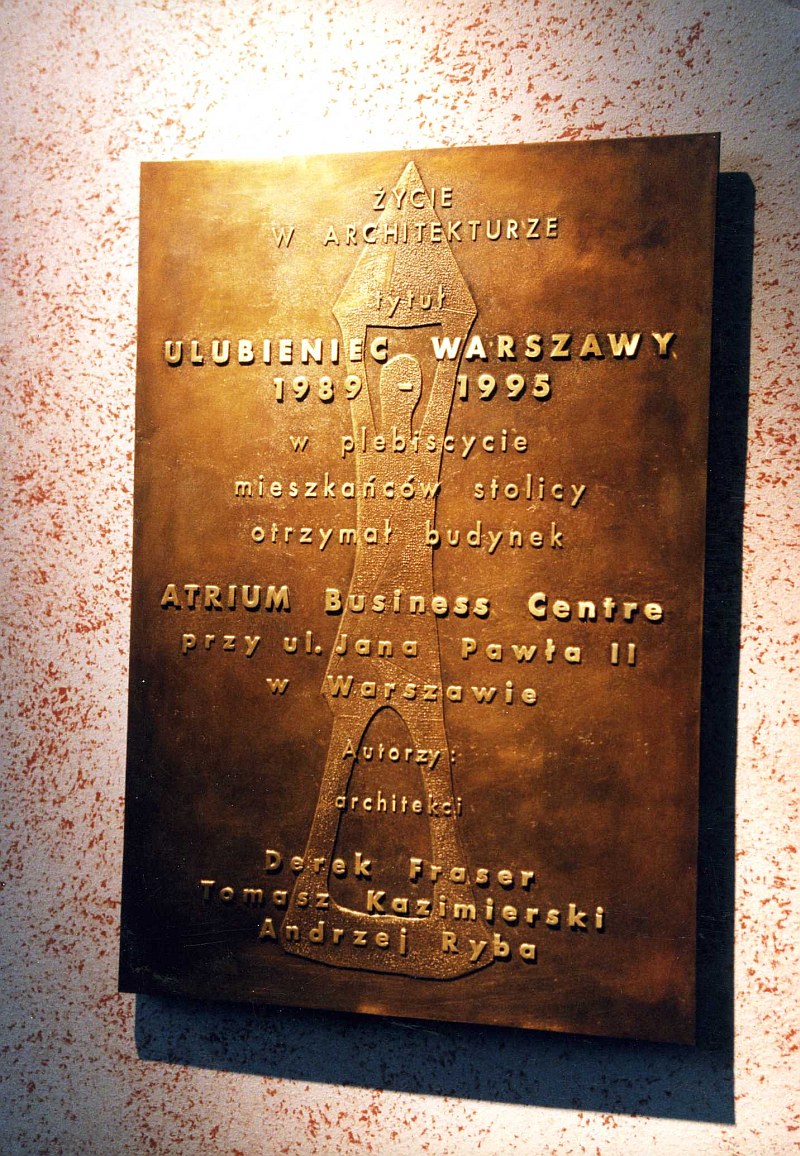 ŻYCIE
W ARCHITEKTURZE
tytuł
ULUBIENIEC WARSZAWY
1989 - 1995
w plebiscycie
mieszkańców stolicy
otrzymał budynek
ATRIUM Business Centre
przy ul. Jana Pawła II
w Warszawie
Autorzy:
architekci
Derek Fraser
Tomasz Kazimierski
Andrzej Ryba